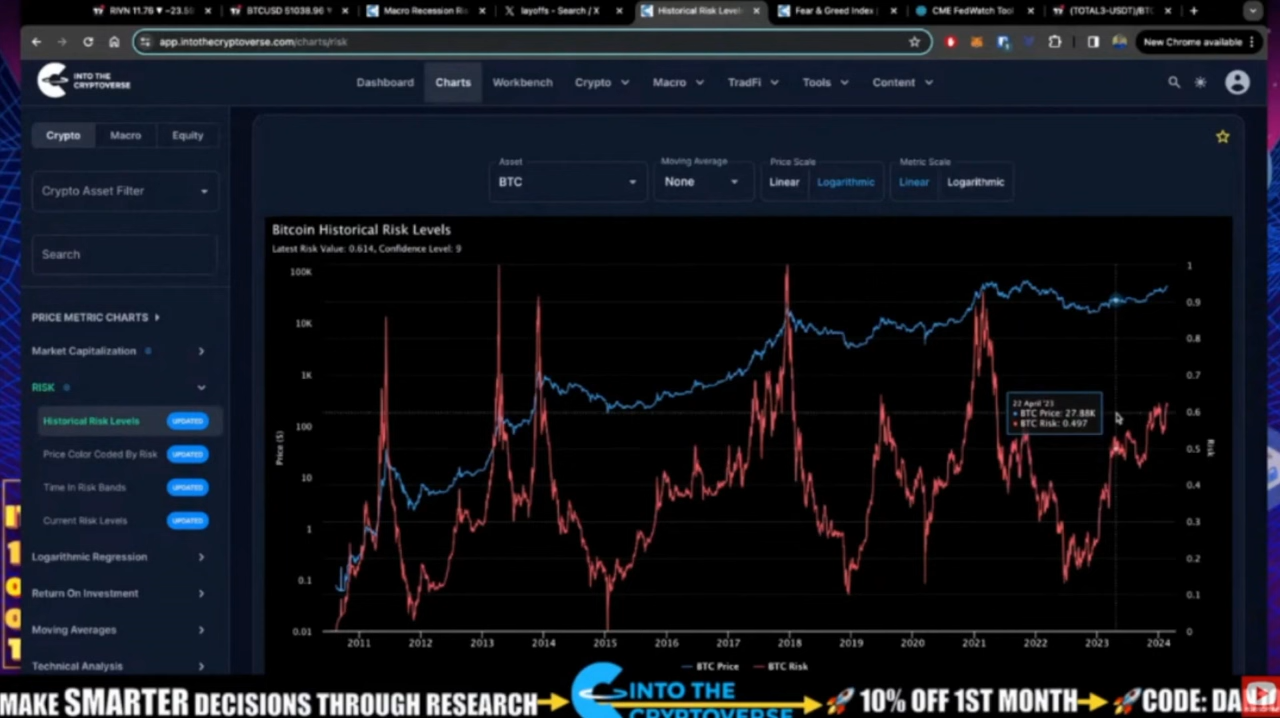 RIVN 11.76 ▼ −23.5
BTCUSD 51038.96
Macro Recession Ri
layoffs - Search / X
Historical Risk Level
Fear & Greed Index
CME FedWatch Tool
(TOTAL3-USDT)/BT
app.intothecryptoverse.com/charts/risk
New Chrome available
INTO THE
CRYPTOVERSE
Dashboard
Charts
Workbench
Crypto
Macro
TradFi
Tools
Content
Crypto
Macro
Equity
Crypto Asset Filter
Search
PRICE METRIC CHARTS
Market Capitalization
RISK
Historical Risk Levels UPDATED
Price Color Coded By Risk UPDATED
Time In Risk Bands UPDATED
Current Risk Levels UPDATED
Logarithmic Regression
Return On Investment
Moving Averages
Technical Analysis
Asset
BTC
Moving Average
None
Price Scale
Linear Logarithmic
Metric Scale
Linear Logarithmic
Bitcoin Historical Risk Levels
Latest Risk Value: 0.614, Confidence Level: 9
100K
10K
1K
100
10
1
0.1
0.01
Price ($)
1
0.9
0.8
0.7
0.6
0.5
0.4
0.3
0.2
0.1
0
Risk
22 April '23
BTC Price: 27.88K
BTC Risk: 0.497
2011 2012 2013 2014 2015 2016 2017 2018 2019 2020 2021 2022 2023 2024
BTC Price BTC Risk
MAKE SMARTER DECISIONS THROUGH RESEARCH
INTO THE
CRYPTOVERSE
10% OFF 1ST MONTH
CODE: